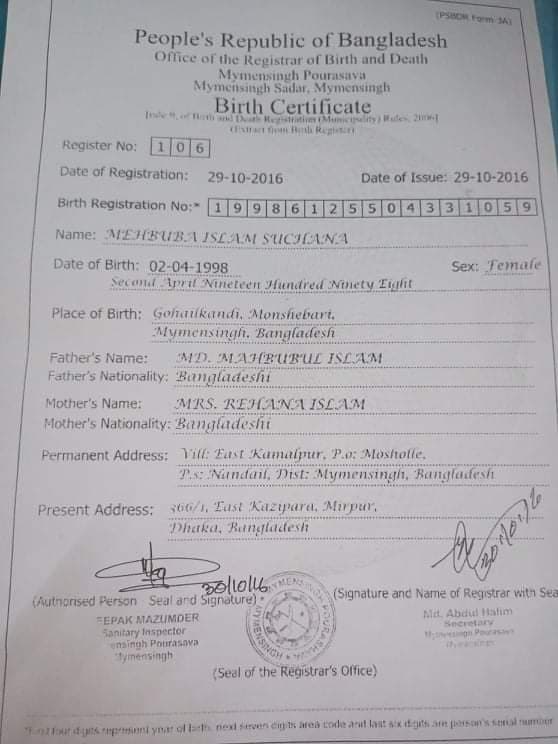 (PSBDR Form-3A)
People's Republic of Bangladesh
Office of the Registrar of Birth and Death
Mymensingh Pourasava
Mymensingh Sadar, Mymensingh
Birth Certificate
[rule 9, of Birth and Death Registration (Municipality) Rules, 2006]
(Extract from Birth Register)
Register No: 1 0 6
Date of Registration: 29-10-2016 Date of Issue: 29-10-2016
Birth Registration No:* 1 9 9 8 6 1 2 5 5 0 4 3 3 1 0 5 9
Name: MEHBUBA ISLAM SUCHANA
Date of Birth: 02-04-1998 Sex: Female
Second April Nineteen Hundred Ninety Eight
Place of Birth: Gohailkandi, Monshebari,
Mymensingh, Bangladesh
Father's Name: MD. MAHBUBUL ISLAM
Father's Nationality: Bangladeshi
Mother's Name: MRS. REHANA ISLAM
Mother's Nationality: Bangladeshi
Permanent Address: Vill: East Kamalpur, P.o: Mosholle,
P.s: Nandail, Dist: Mymensingh, Bangladesh
Present Address: 366/1, East Kazipara, Mirpur,
Dhaka, Bangladesh
30/10/16
(Authorised Person Seal and Signature) (Signature and Name of Registrar with Sea
EPAK MAZUMDER
Sanitary Inspector
ensingh Pourasava
Mymensingh
Md. Abdul Halim
Secretary
Mymensingh Pourasava
Mymensingh
MYMENSINGH POURASAVA MYMENSINGH
(Seal of the Registrar's Office)
*First four digits represent year of birth, next seven digits area code and last six digits are person's serial number